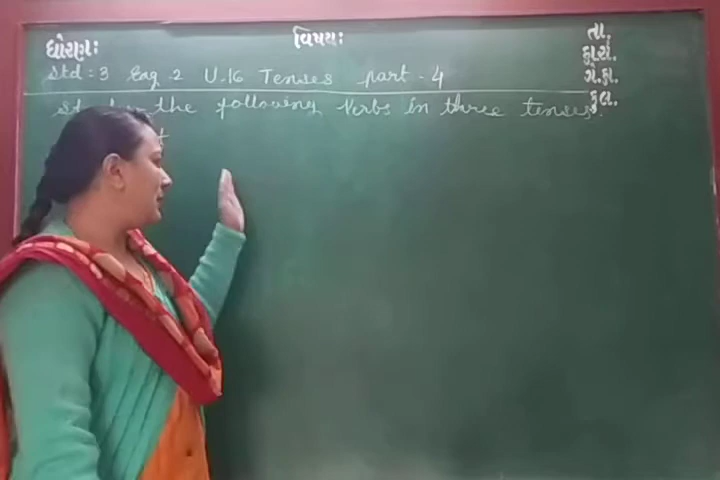 ધોરણઃ
વિષયઃ
તા.
Std : 3 Eng.2 U.16 Tenses part - 4
કાર્ય.
ગે.હા.
કુલ.
the following Verbs in three tenses.